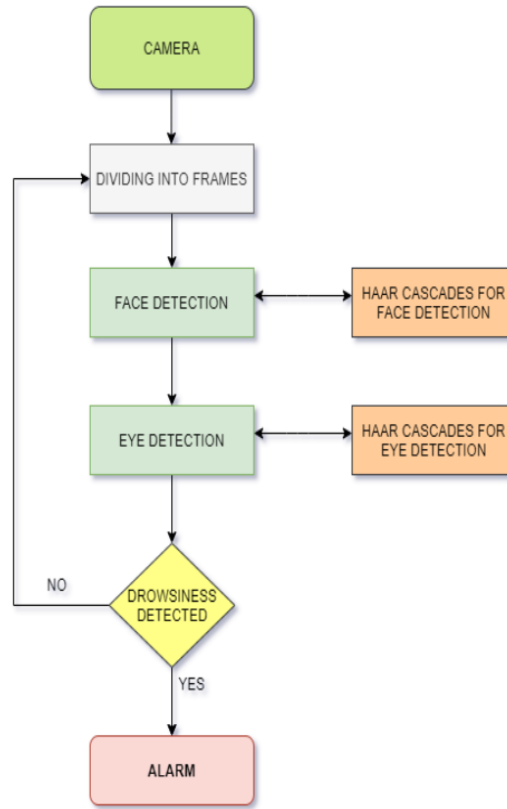 CAMERA
DIVIDING INTO FRAMES
FACE DETECTION
HAAR CASCADES FOR
FACE DETECTION
EYE DETECTION
HAAR CASCADES FOR
EYE DETECTION
NO
DROWSINESS
DETECTED
YES
ALARM